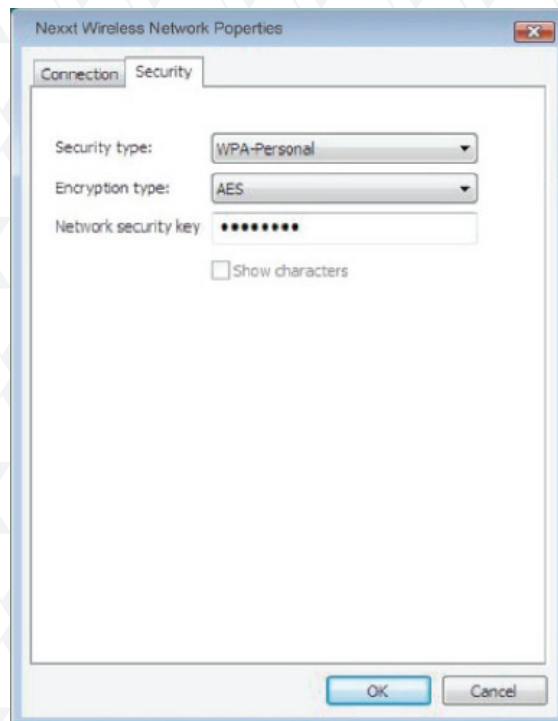 Nexxt Wireless Network Poperties
Connection Security
Security type: WPA-Personal
Encryption type: AES
Network security key ••••••••
Show characters
OK Cancel